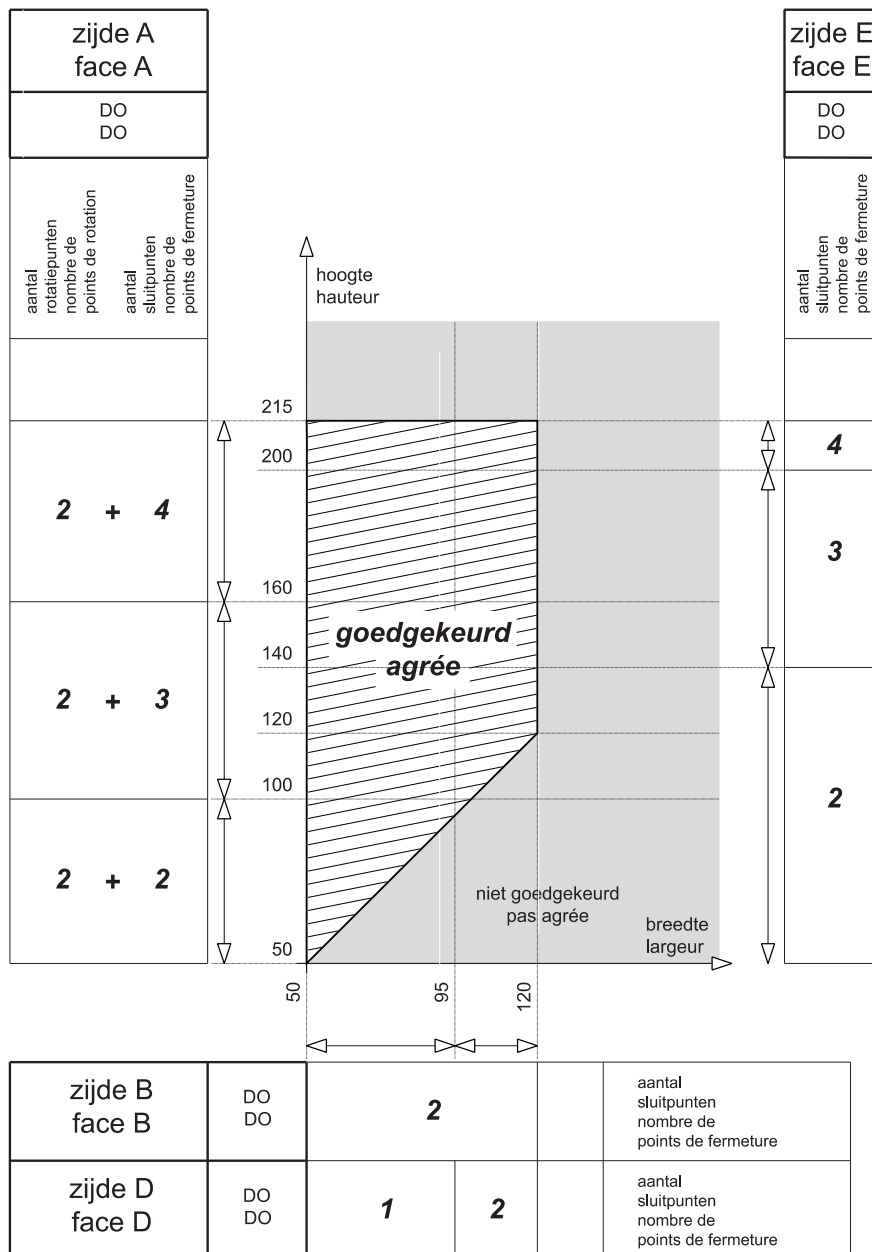 zijde A
face A
DO
DO
aantal
rotatiepunten
nombre de
points de rotation
aantal
sluitpunten
nombre de
points de fermeture
2 + 4
2 + 3
2 + 2
hoogte
hauteur
215
200
160
140
120
100
50
goedgekeurd
agrée
niet goedgekeurd
pas agrée
breedte
largeur
50
95
120
zijde E
face E
DO
DO
aantal
sluitpunten
nombre de
points de fermeture
4
3
2
zijde B
face B
DO
DO
2
aantal
sluitpunten
nombre de
points de fermeture
zijde D
face D
DO
DO
1
2
aantal
sluitpunten
nombre de
points de fermeture